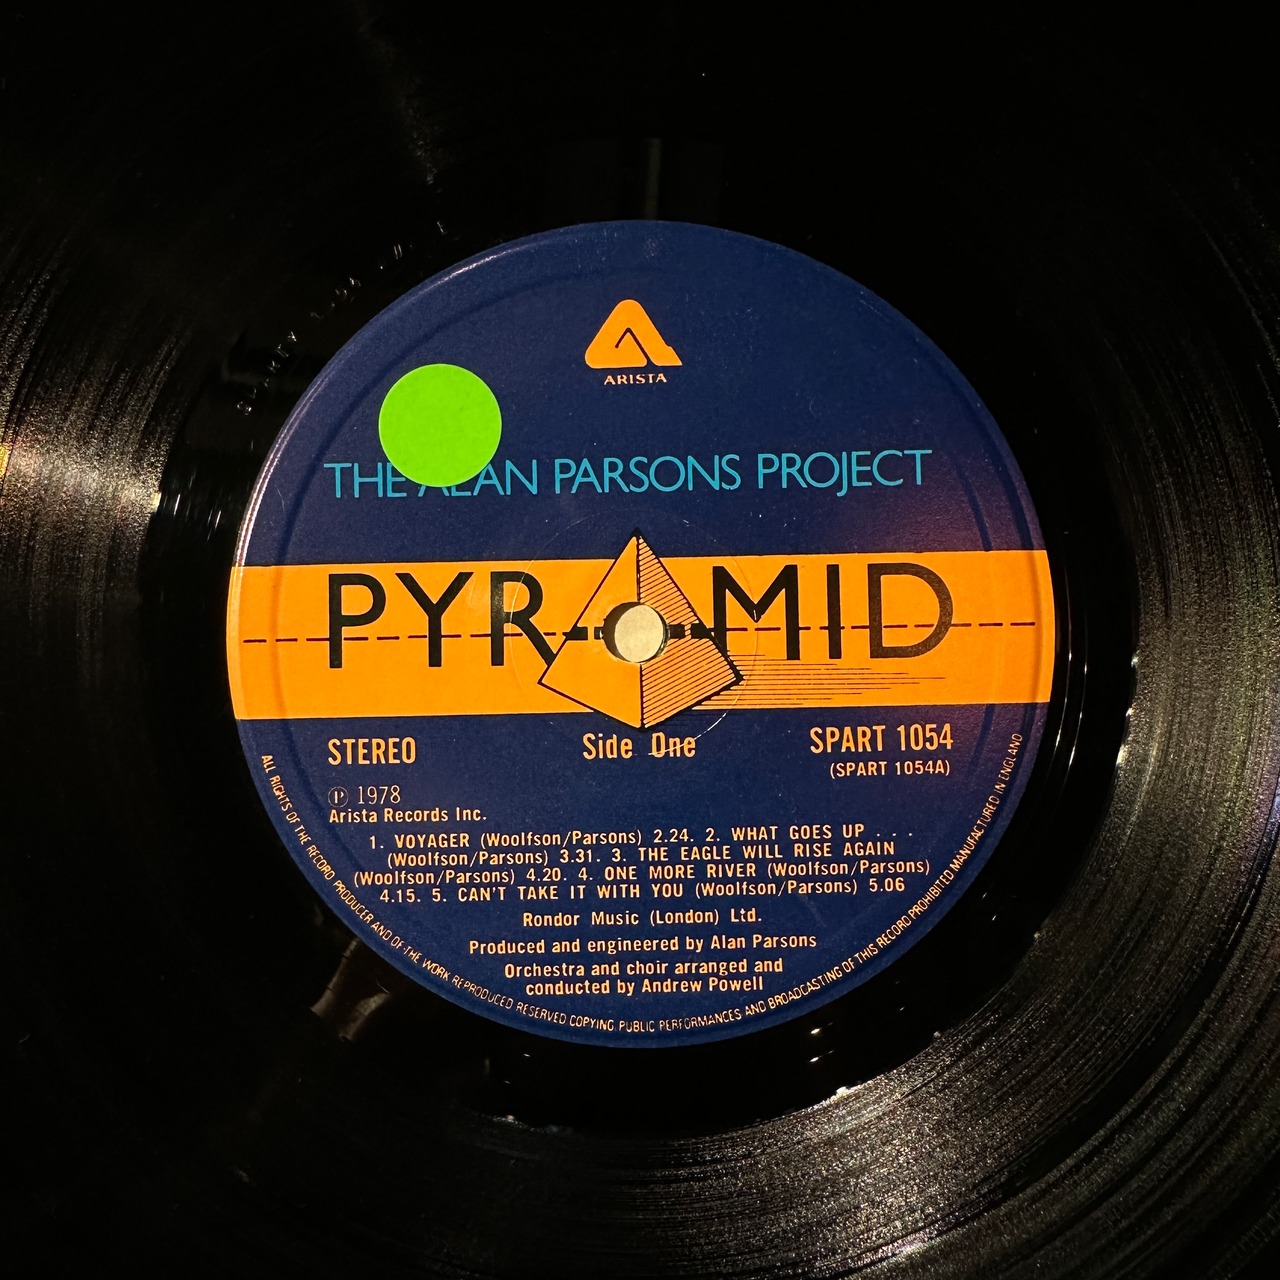 ARISTA
THE ALAN PARSONS PROJECT
PYRAMID
STEREO
Side One
SPART 1054
(SPART 1054A)
Ⓟ 1978
Arista Records Inc.
1. VOYAGER (Woolfson/Parsons) 2.24. 2. WHAT GOES UP . . .
(Woolfson/Parsons) 3.31. 3. THE EAGLE WILL RISE AGAIN
(Woolfson/Parsons) 4.20. 4. ONE MORE RIVER (Woolfson/Parsons)
4.15. 5. CAN'T TAKE IT WITH YOU (Woolfson/Parsons) 5.06
Rondor Music (London) Ltd.
Produced and engineered by Alan Parsons
Orchestra and choir arranged and
conducted by Andrew Powell
ALL RIGHTS OF THE RECORD PRODUCER AND OF THE WORK REPRODUCED RESERVED COPYING PUBLIC PERFORMANCES AND BROADCASTING OF THIS RECORD PROHIBITED MANUFACTURED IN ENGLAND